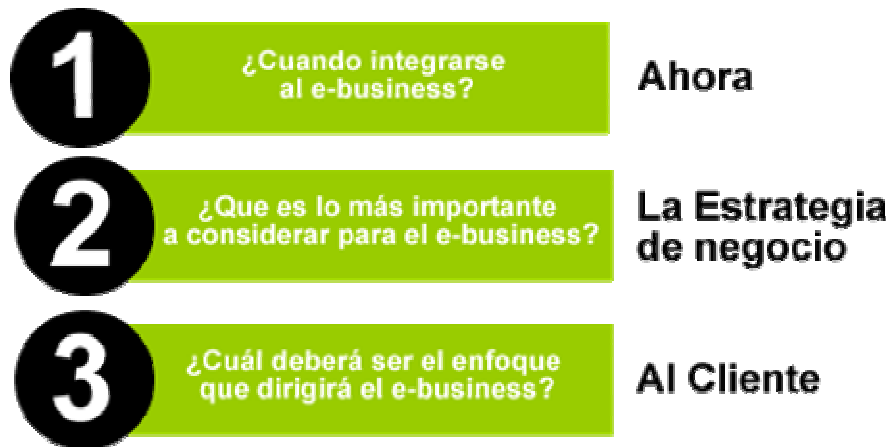 1
¿Cuando integrarse
al e-business?
Ahora
2
¿Que es lo más importante
a considerar para el e-business?
La Estrategia
de negocio
3
¿Cuál deberá ser el enfoque
que dirigirá el e-business?
Al Cliente